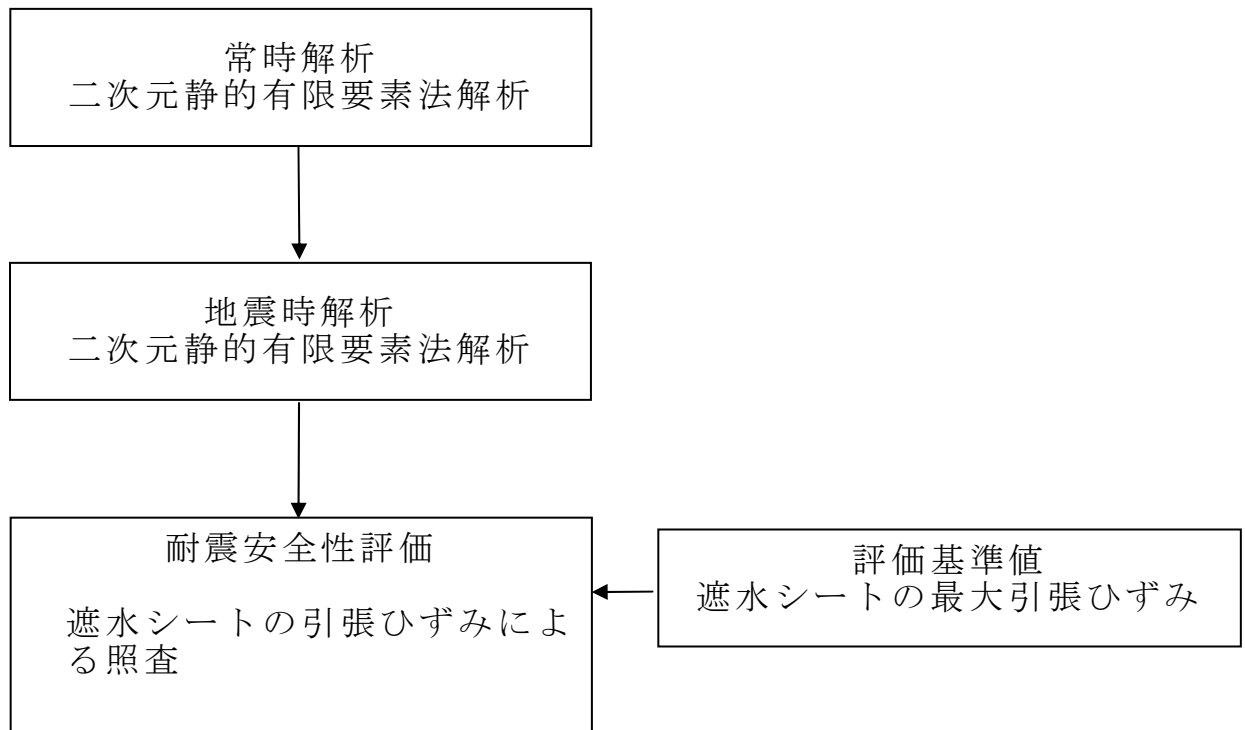 常時解析
二次元静的有限要素法解析
地震時解析
二次元静的有限要素法解析
耐震安全性評価
遮水シートの引張ひずみによ
る照査
評価基準値
遮水シートの最大引張ひずみ